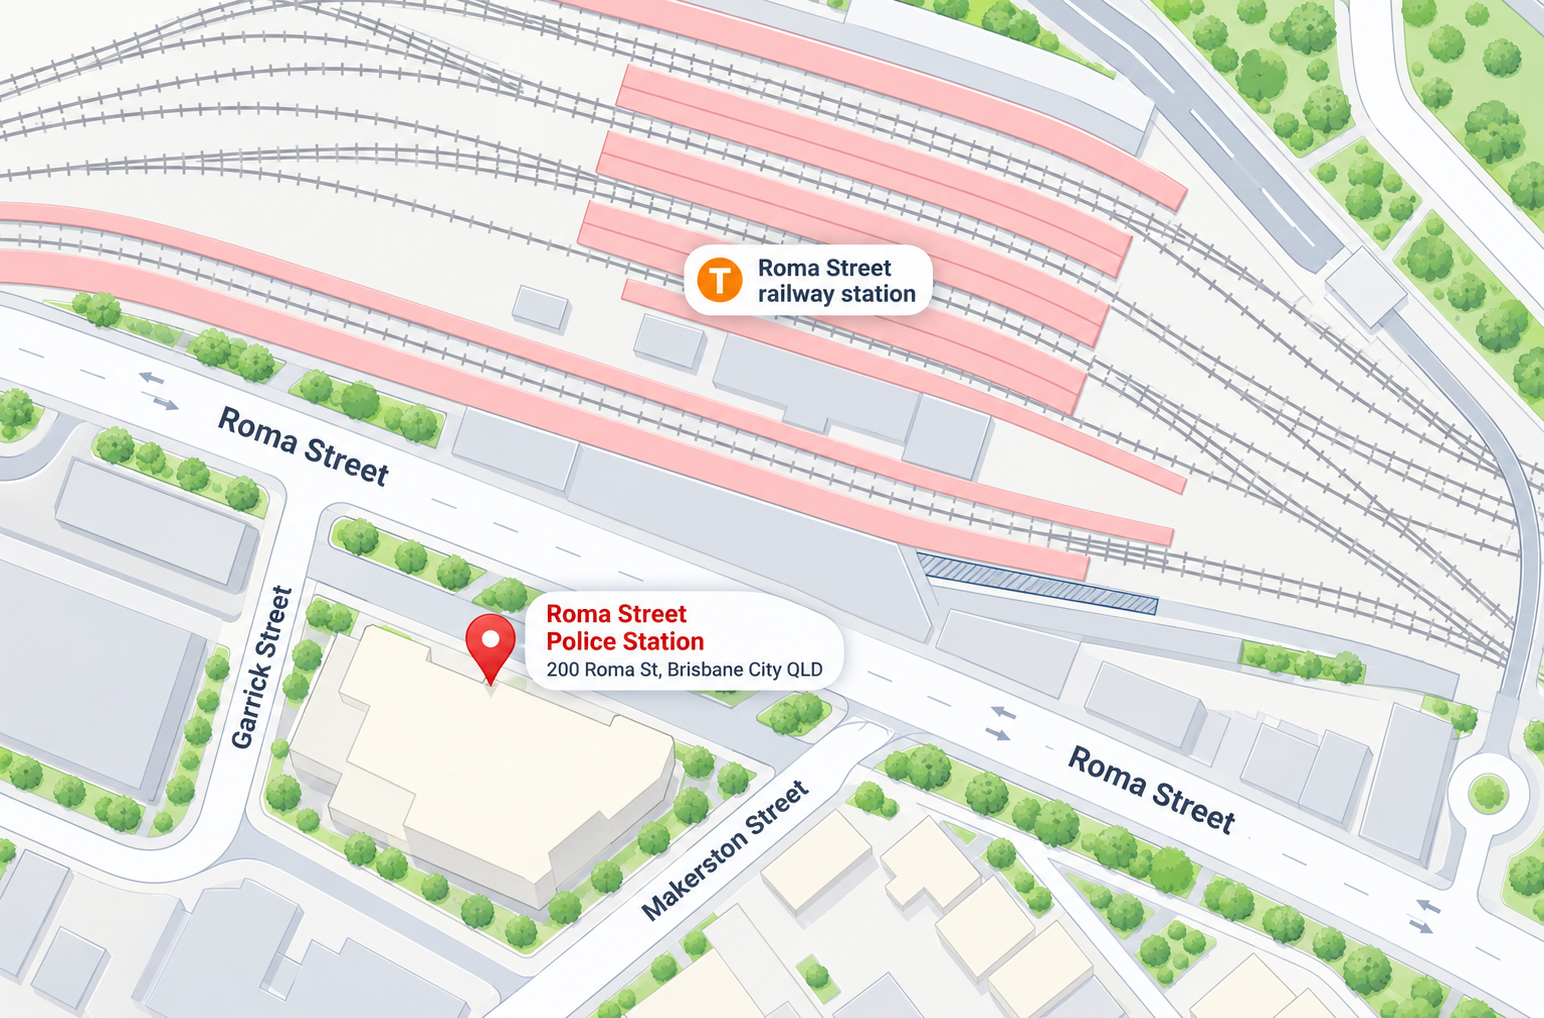 T
Roma Street
railway station
Roma Street
Roma Street
Police Station
200 Roma St, Brisbane City QLD
Garrick Street
Roma Street
Makerston Street